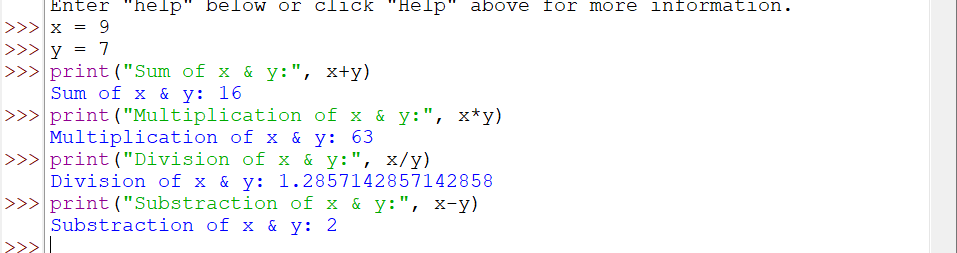 Enter "help" below or click "Help" above for more information.
>>> x = 9
>>> y = 7
>>> print("Sum of x & y:", x+y)
Sum of x & y: 16
>>> print("Multiplication of x & y:", x*y)
Multiplication of x & y: 63
>>> print("Division of x & y:", x/y)
Division of x & y: 1.2857142857142858
>>> print("Substraction of x & y:", x-y)
Substraction of x & y: 2
>>>